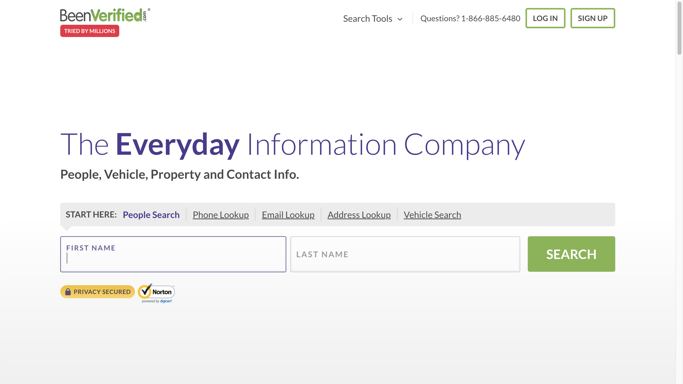 BeenVerified.com®
TRIED BY MILLIONS
Search Tools
Questions? 1-866-885-6480
LOG IN
SIGN UP
The Everyday Information Company
People, Vehicle, Property and Contact Info.
START HERE: People Search Phone Lookup Email Lookup Address Lookup Vehicle Search
FIRST NAME
LAST NAME
SEARCH
PRIVACY SECURED
Norton
powered by digicert